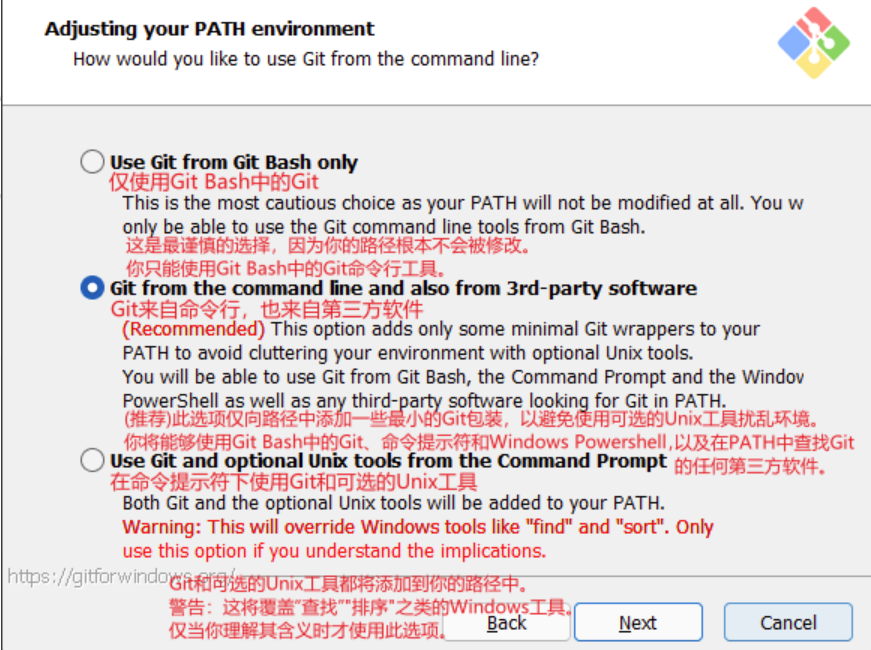 Adjusting your PATH environment
How would you like to use Git from the command line?
Use Git from Git Bash only
仅使用Git Bash中的Git
This is the most cautious choice as your PATH will not be modified at all. You w
only be able to use the Git command line tools from Git Bash.
这是最谨慎的选择，因为你的路径根本不会被修改。
你只能使用Git Bash中的Git命令行工具。
Git from the command line and also from 3rd-party software
Git来自命令行，也来自第三方软件
(Recommended) This option adds only some minimal Git wrappers to your
PATH to avoid cluttering your environment with optional Unix tools.
You will be able to use Git from Git Bash, the Command Prompt and the Window
PowerShell as well as any third-party software looking for Git in PATH.
(推荐)此选项仅向路径中添加一些最小的Git包装，以避免使用可选的Unix工具扰乱环境。
你将能够使用Git Bash中的Git、命令提示符和Windows Powershell,以及在PATH中查找Git
的任何第三方软件。
Use Git and optional Unix tools from the Command Prompt
在命令提示符下使用Git和可选的Unix工具
Both Git and the optional Unix tools will be added to your PATH.
Warning: This will override Windows tools like "find" and "sort". Only
use this option if you understand the implications.
https://gitforwindows.org/
Git和可选的Unix工具都将添加到你的路径中。
警告：这将覆盖“查找”"排序"之类的Windows工具。
仅当你理解其含义时才使用此选项。
Back
Next
Cancel